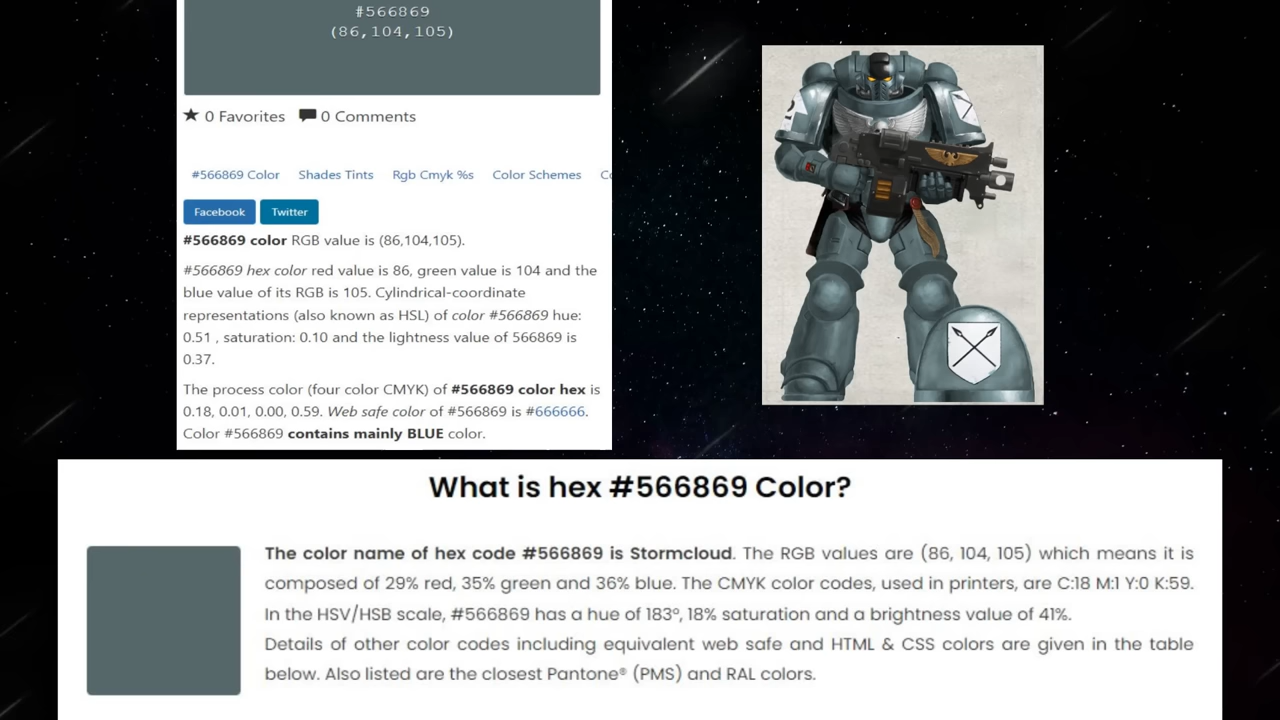 #566869
(86,104,105)
0 Favorites 0 Comments
#566869 Color Shades Tints Rgb Cmyk %s Color Schemes
Facebook Twitter
#566869 color RGB value is (86,104,105).
#566869 hex color red value is 86, green value is 104 and the
blue value of its RGB is 105. Cylindrical-coordinate
representations (also known as HSL) of color #566869 hue:
0.51 , saturation: 0.10 and the lightness value of 566869 is
0.37.
The process color (four color CMYK) of #566869 color hex is
0.18, 0.01, 0.00, 0.59. Web safe color of #566869 is #666666.
Color #566869 contains mainly BLUE color.
What is hex #566869 Color?
The color name of hex code #566869 is Stormcloud. The RGB values are (86, 104, 105) which means it is
composed of 29% red, 35% green and 36% blue. The CMYK color codes, used in printers, are C:18 M:1 Y:0 K:59.
In the HSV/HSB scale, #566869 has a hue of 183º, 18% saturation and a brightness value of 41%.
Details of other color codes including equivalent web safe and HTML & CSS colors are given in the table
below. Also listed are the closest Pantone® (PMS) and RAL colors.